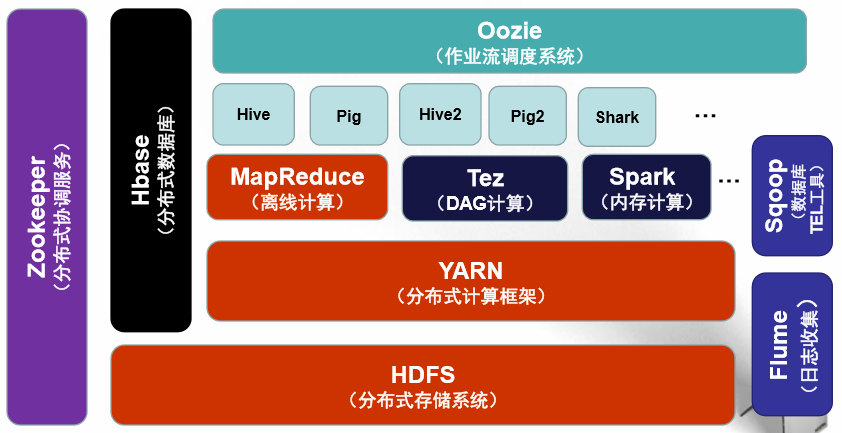 Zookeeper
（分布式协调服务）
Hbase
（分布式数据库）
Oozie
（作业流调度系统）
Hive
Pig
Hive2
Pig2
Shark
...
MapReduce
（离线计算）
Tez
（DAG计算）
Spark
（内存计算）
...
YARN
（分布式计算框架）
HDFS
（分布式存储系统）
Sqoop
（数据库
TEL工具）
Flume
（日志收集）